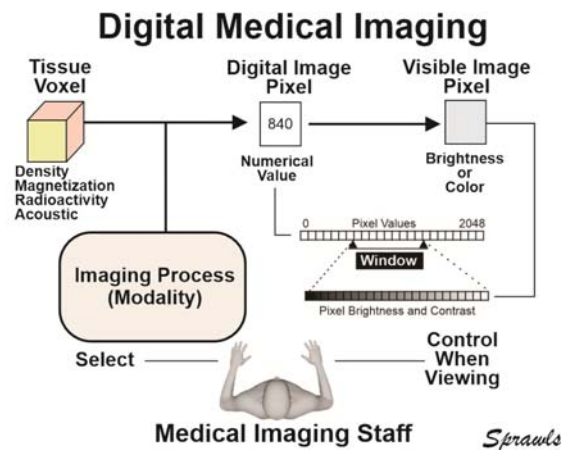 Digital Medical Imaging
Tissue
Voxel
Density
Magnetization
Radioactivity
Acoustic
Digital Image
Pixel
840
Numerical
Value
Visible Image
Pixel
Brightness
or
Color
0 Pixel Values 2048
Window
Pixel Brightness and Contrast
Imaging Process
(Modality)
Select
Control
When
Viewing
Medical Imaging Staff
Sprawls